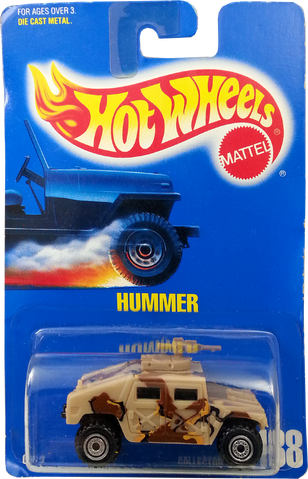 FOR AGES OVER 3.
DIE CAST METAL.
Hot Wheels
MATTEL
HUMMER